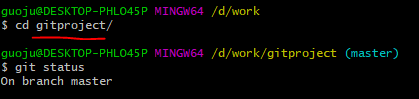 guoju@DESKTOP-PHLO45P MINGW64 /d/work
$ cd gitproject/
guoju@DESKTOP-PHLO45P MINGW64 /d/work/gitproject (master)
$ git status
On branch master